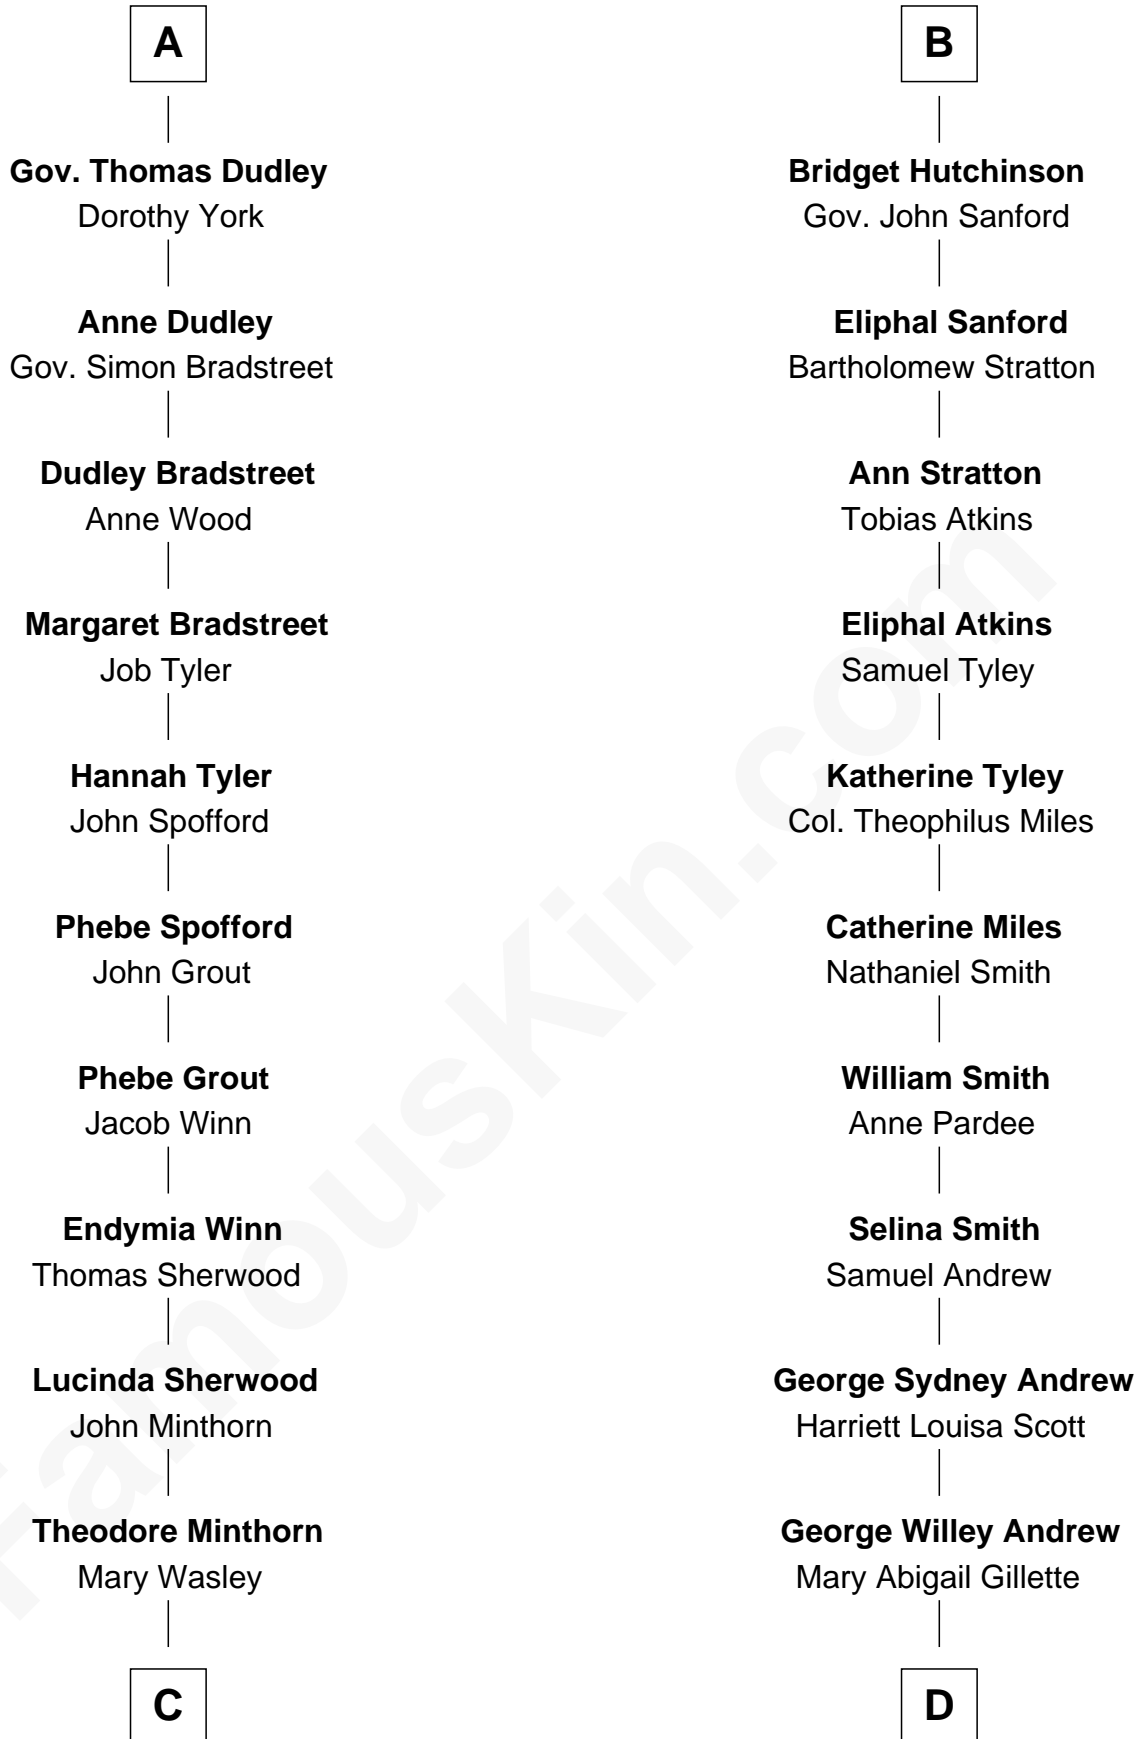 A
Gov. Thomas Dudley
Dorothy York
Anne Dudley
Gov. Simon Bradstreet
Dudley Bradstreet
Anne Wood
Margaret Bradstreet
Job Tyler
Hannah Tyler
John Spofford
Phebe Spofford
John Grout
Phebe Grout
Jacob Winn
Endymia Winn
Thomas Sherwood
Lucinda Sherwood
John Minthorn
Theodore Minthorn
Mary Wasley
C
B
Bridget Hutchinson
Gov. John Sanford
Eliphal Sanford
Bartholomew Stratton
Ann Stratton
Tobias Atkins
Eliphal Atkins
Samuel Tyley
Katherine Tyley
Col. Theophilus Miles
Catherine Miles
Nathaniel Smith
William Smith
Anne Pardee
Selina Smith
Samuel Andrew
George Sydney Andrew
Harriett Louisa Scott
George Willey Andrew
Mary Abigail Gillette
D
FamousKin.com